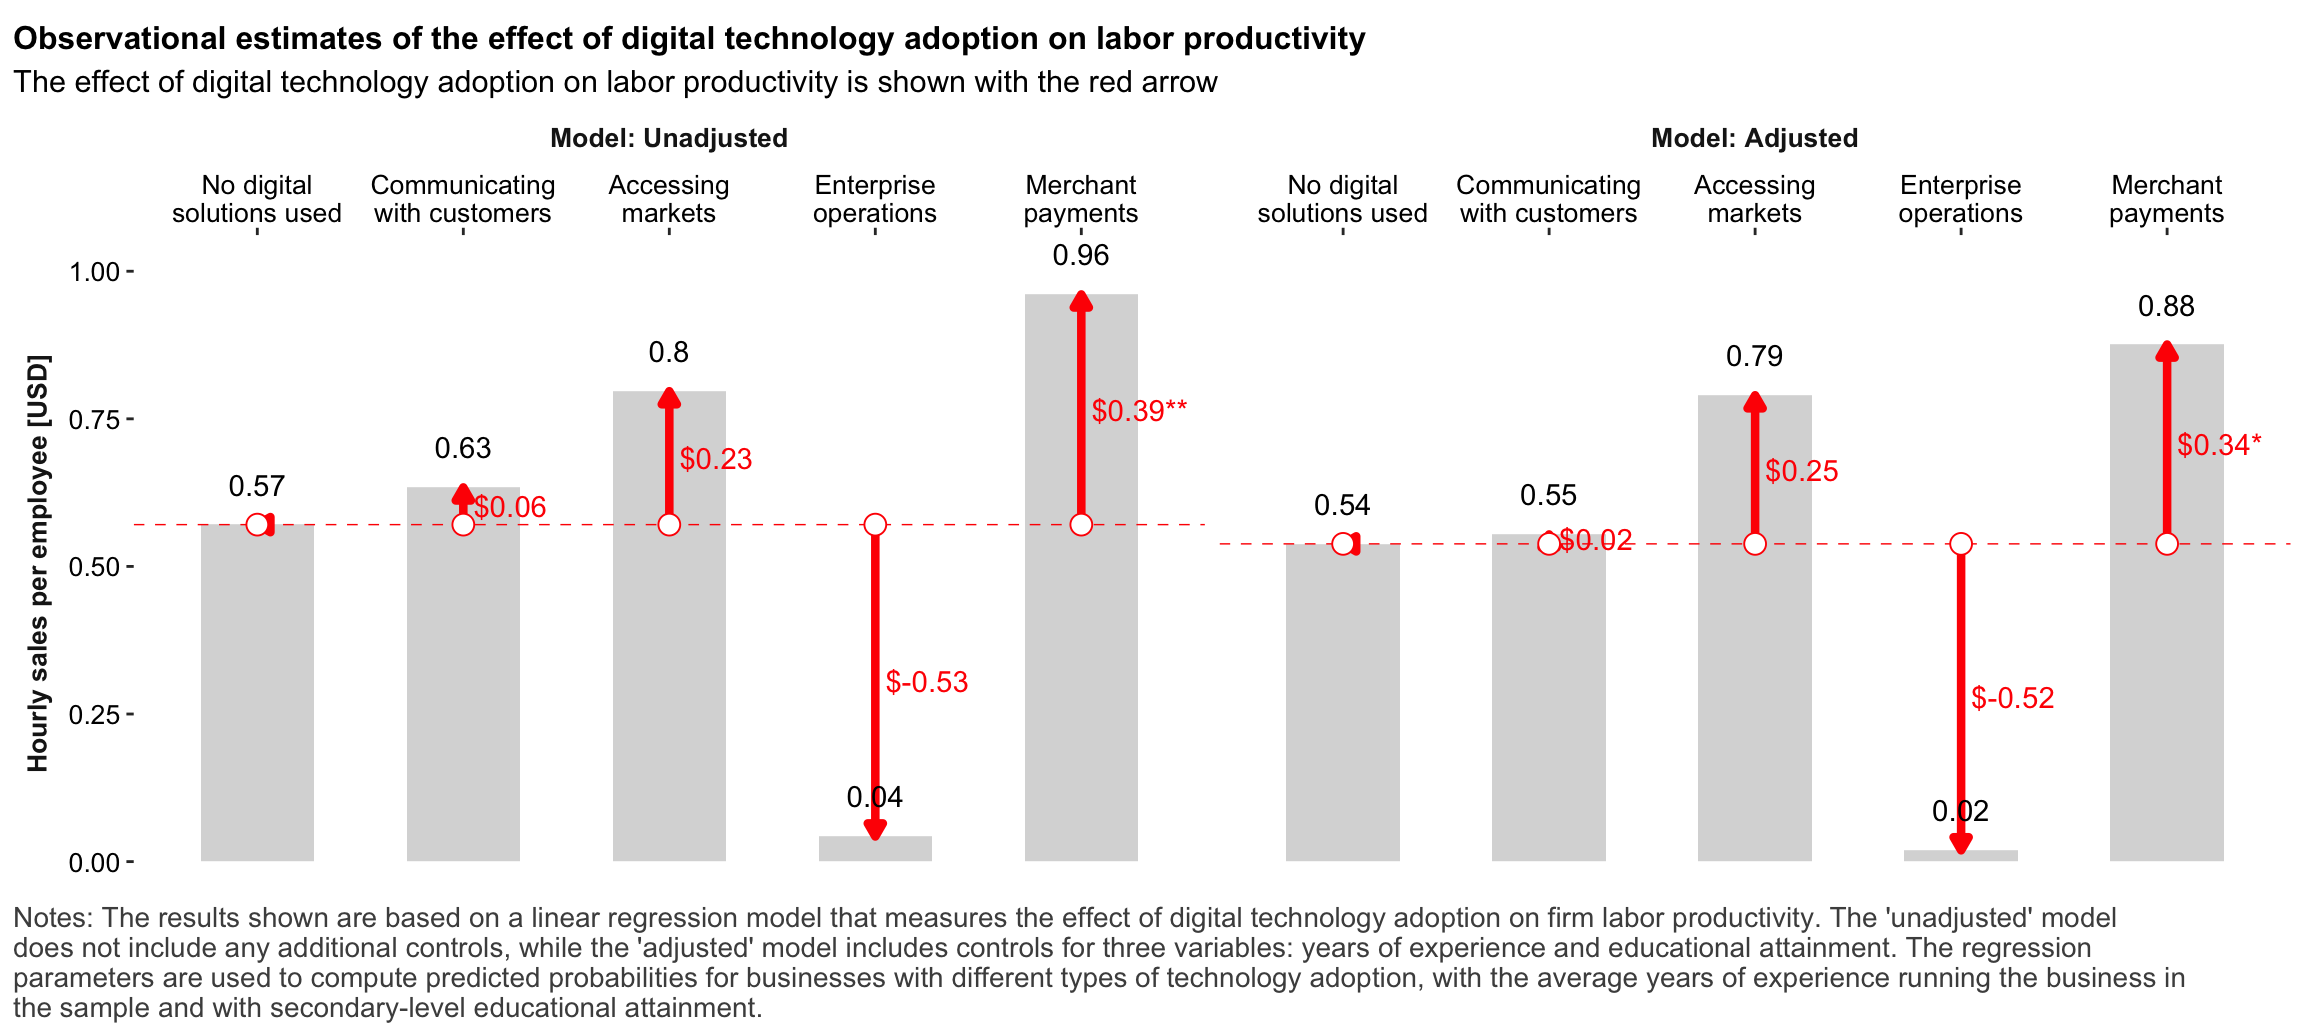 Observational estimates of the effect of digital technology adoption on labor productivity
The effect of digital technology adoption on labor productivity is shown with the red arrow
Model: Unadjusted
Model: Adjusted
No digital
solutions used
Communicating
with customers
Accessing
markets
Enterprise
operations
Merchant
payments
No digital
solutions used
Communicating
with customers
Accessing
markets
Enterprise
operations
Merchant
payments
Hourly sales per employee [USD]
1.00
0.75
0.50
0.25
0.00
0.57
0.63
$0.06
0.8
$0.23
0.04
$-0.53
0.96
$0.39**
0.54
0.55
$0.02
0.79
$0.25
0.02
$-0.52
0.88
$0.34*
Notes: The results shown are based on a linear regression model that measures the effect of digital technology adoption on firm labor productivity. The 'unadjusted' model
does not include any additional controls, while the 'adjusted' model includes controls for three variables: years of experience and educational attainment. The regression
parameters are used to compute predicted probabilities for businesses with different types of technology adoption, with the average years of experience running the business in
the sample and with secondary-level educational attainment.